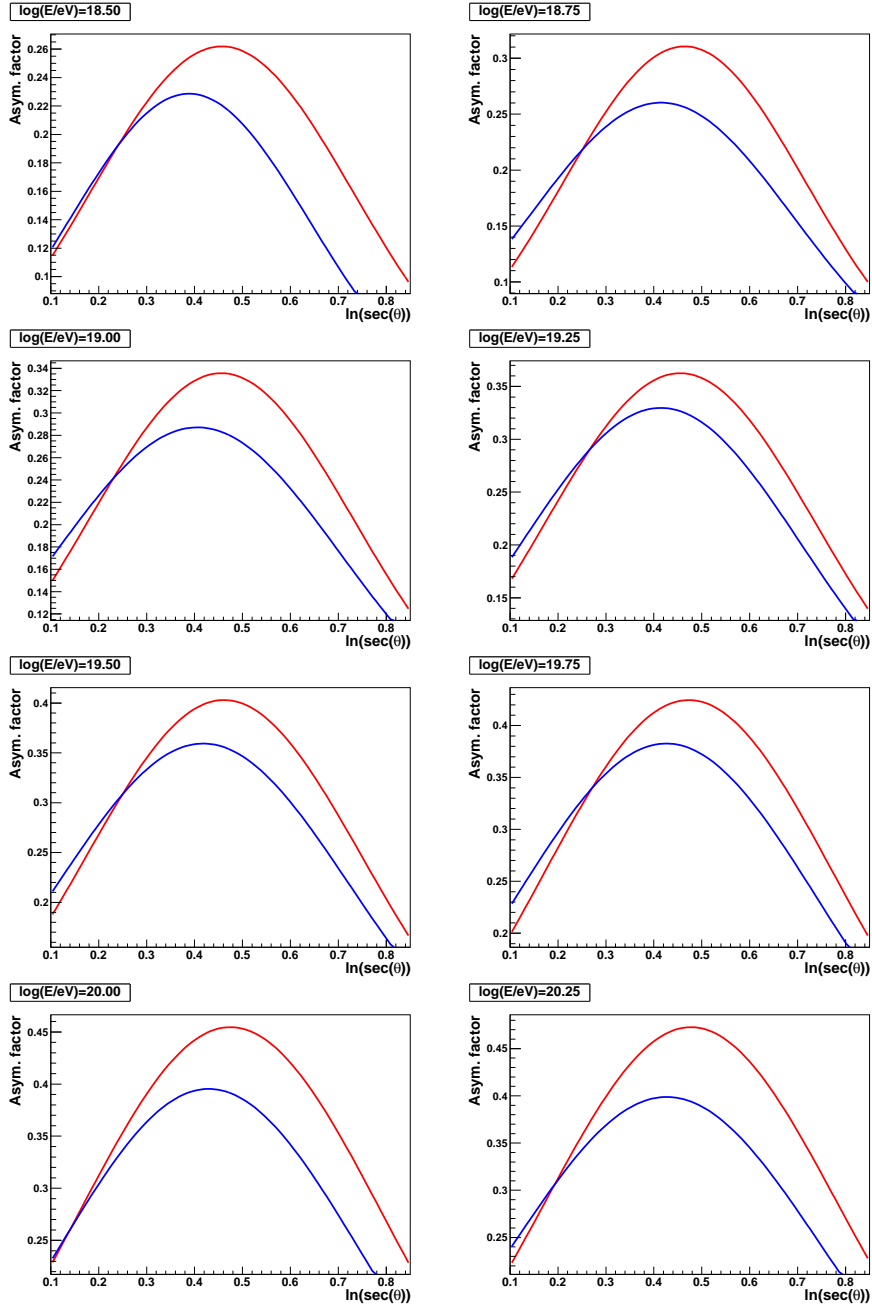 log(E/eV)=18.50
Asym. factor
0.26
0.24
0.22
0.2
0.18
0.16
0.14
0.12
0.1
0.1 0.2 0.3 0.4 0.5 0.6 0.7 0.8
ln(sec(θ))
log(E/eV)=18.75
Asym. factor
0.3
0.25
0.2
0.15
0.1
0.1 0.2 0.3 0.4 0.5 0.6 0.7 0.8
ln(sec(θ))
log(E/eV)=19.00
Asym. factor
0.34
0.32
0.3
0.28
0.26
0.24
0.22
0.2
0.18
0.16
0.14
0.12
0.1 0.2 0.3 0.4 0.5 0.6 0.7 0.8
ln(sec(θ))
log(E/eV)=19.25
Asym. factor
0.35
0.3
0.25
0.2
0.15
0.1 0.2 0.3 0.4 0.5 0.6 0.7 0.8
ln(sec(θ))
log(E/eV)=19.50
Asym. factor
0.4
0.35
0.3
0.25
0.2
0.1 0.2 0.3 0.4 0.5 0.6 0.7 0.8
ln(sec(θ))
log(E/eV)=19.75
Asym. factor
0.4
0.35
0.3
0.25
0.2
0.1 0.2 0.3 0.4 0.5 0.6 0.7 0.8
ln(sec(θ))
log(E/eV)=20.00
Asym. factor
0.45
0.4
0.35
0.3
0.25
0.1 0.2 0.3 0.4 0.5 0.6 0.7 0.8
ln(sec(θ))
log(E/eV)=20.25
Asym. factor
0.45
0.4
0.35
0.3
0.25
0.1 0.2 0.3 0.4 0.5 0.6 0.7 0.8
ln(sec(θ))